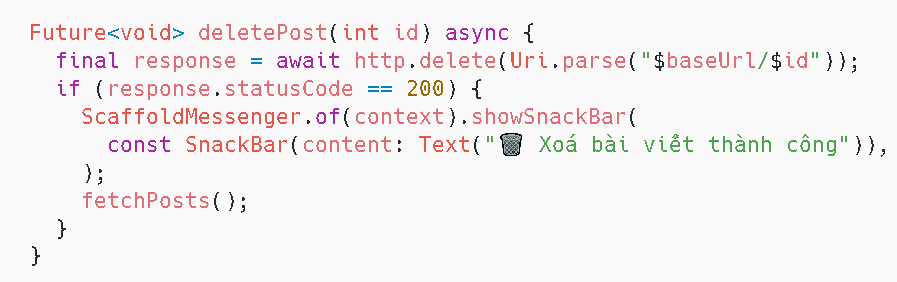 Future<void> deletePost(int id) async {
  final response = await http.delete(Uri.parse("$baseUrl/$id"));
  if (response.statusCode == 200) {
    ScaffoldMessenger.of(context).showSnackBar(
      const SnackBar(content: Text("🗑️ Xoá bài viết thành công")),
    );
    fetchPosts();
  }
}